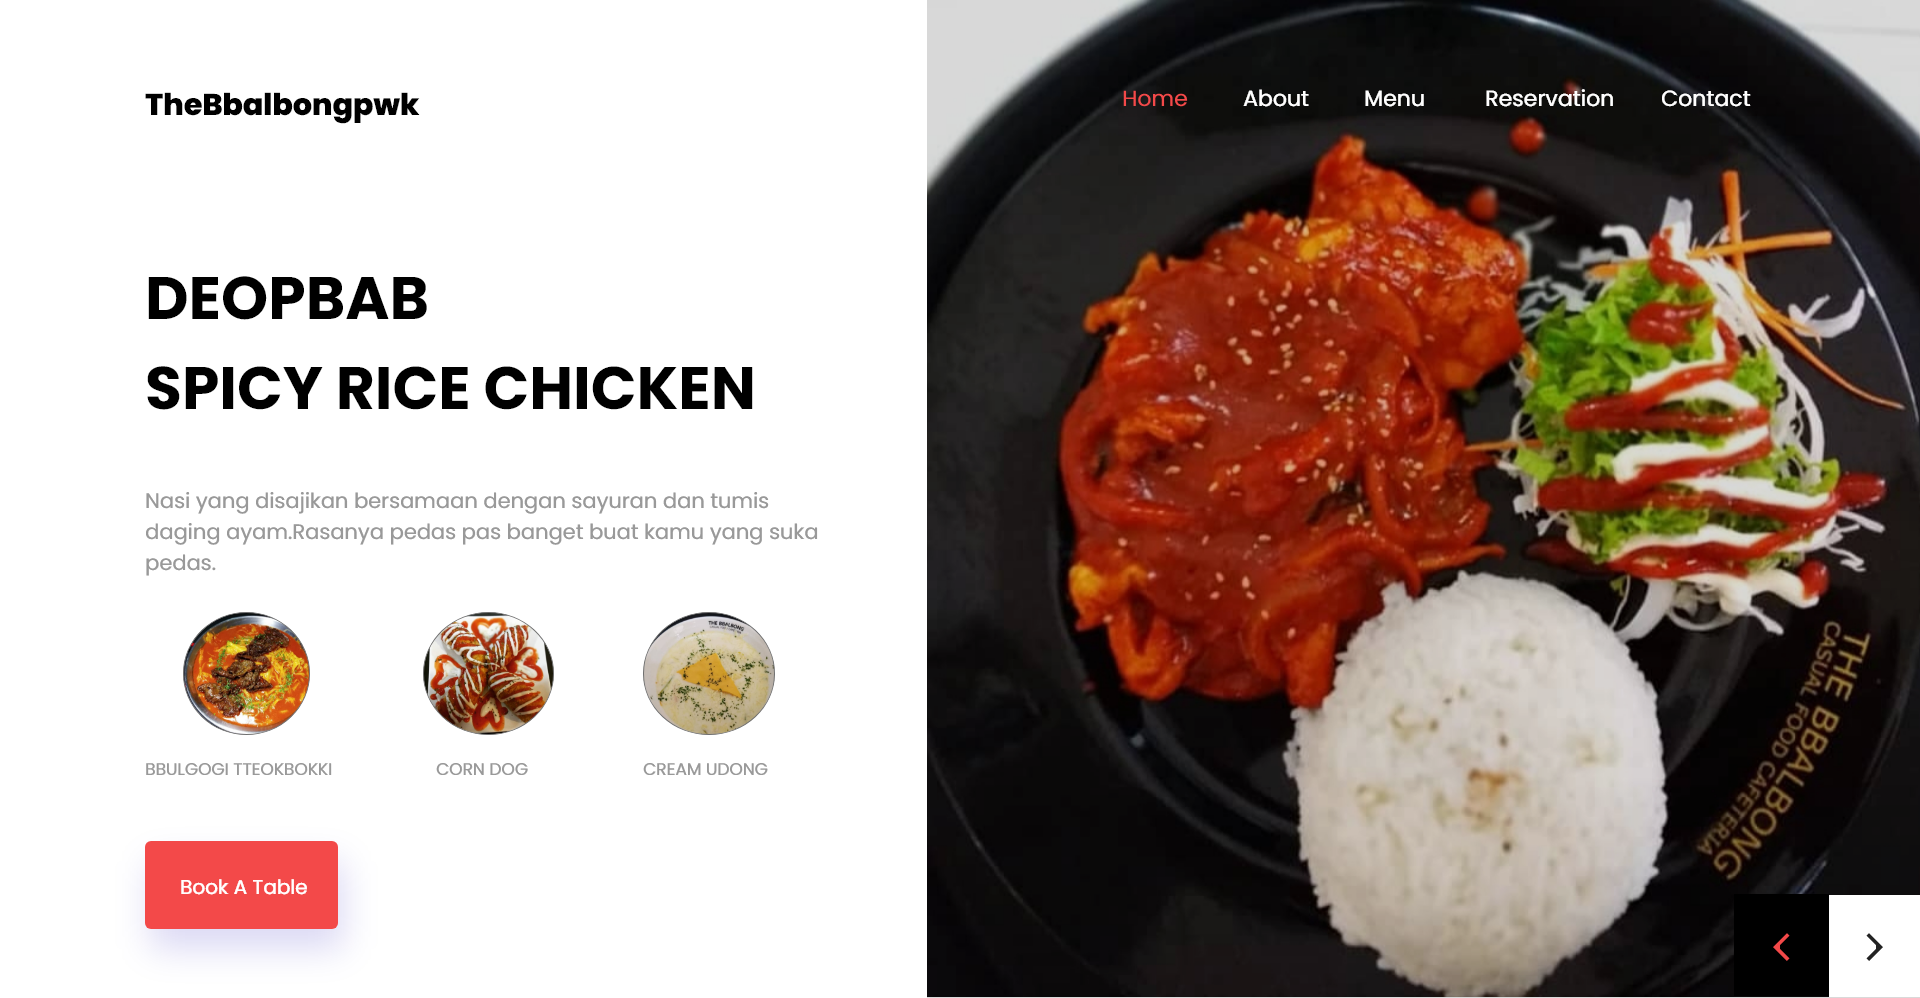 TheBbalbongpwk
Home About Menu Reservation Contact
DEOPBAB
SPICY RICE CHICKEN
Nasi yang disajikan bersamaan dengan sayuran dan tumis
daging ayam.Rasanya pedas pas banget buat kamu yang suka
pedas.
THE BBALBONG
BBULGOGI TTEOKBOKKI
CORN DOG
CREAM UDONG
Book A Table
THE BBALBONG
CASUAL FOOD CAFETERIA